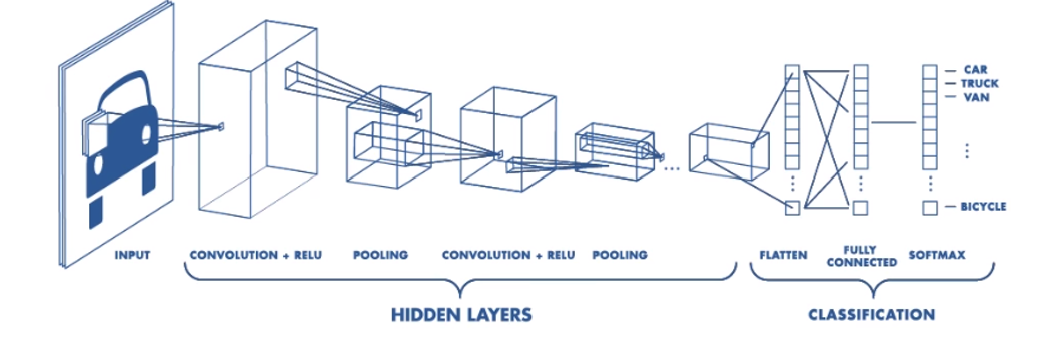 CAR
TRUCK
VAN
BICYCLE
INPUT
CONVOLUTION + RELU
POOLING
CONVOLUTION + RELU
POOLING
FLATTEN
FULLY
CONNECTED
SOFTMAX
HIDDEN LAYERS
CLASSIFICATION